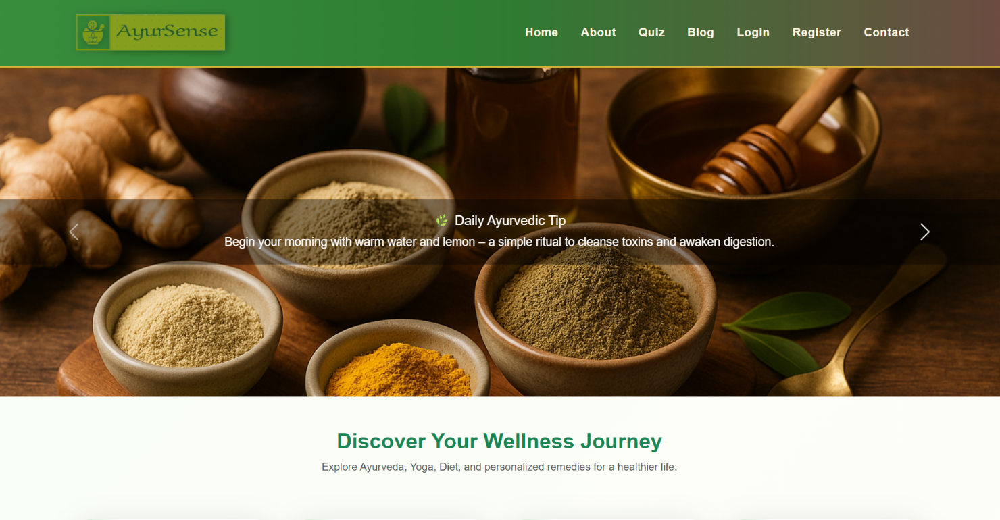 AyurSense
Home About Quiz Blog Login Register Contact
🌿 Daily Ayurvedic Tip
Begin your morning with warm water and lemon – a simple ritual to cleanse toxins and awaken digestion.
Discover Your Wellness Journey
Explore Ayurveda, Yoga, Diet, and personalized remedies for a healthier life.